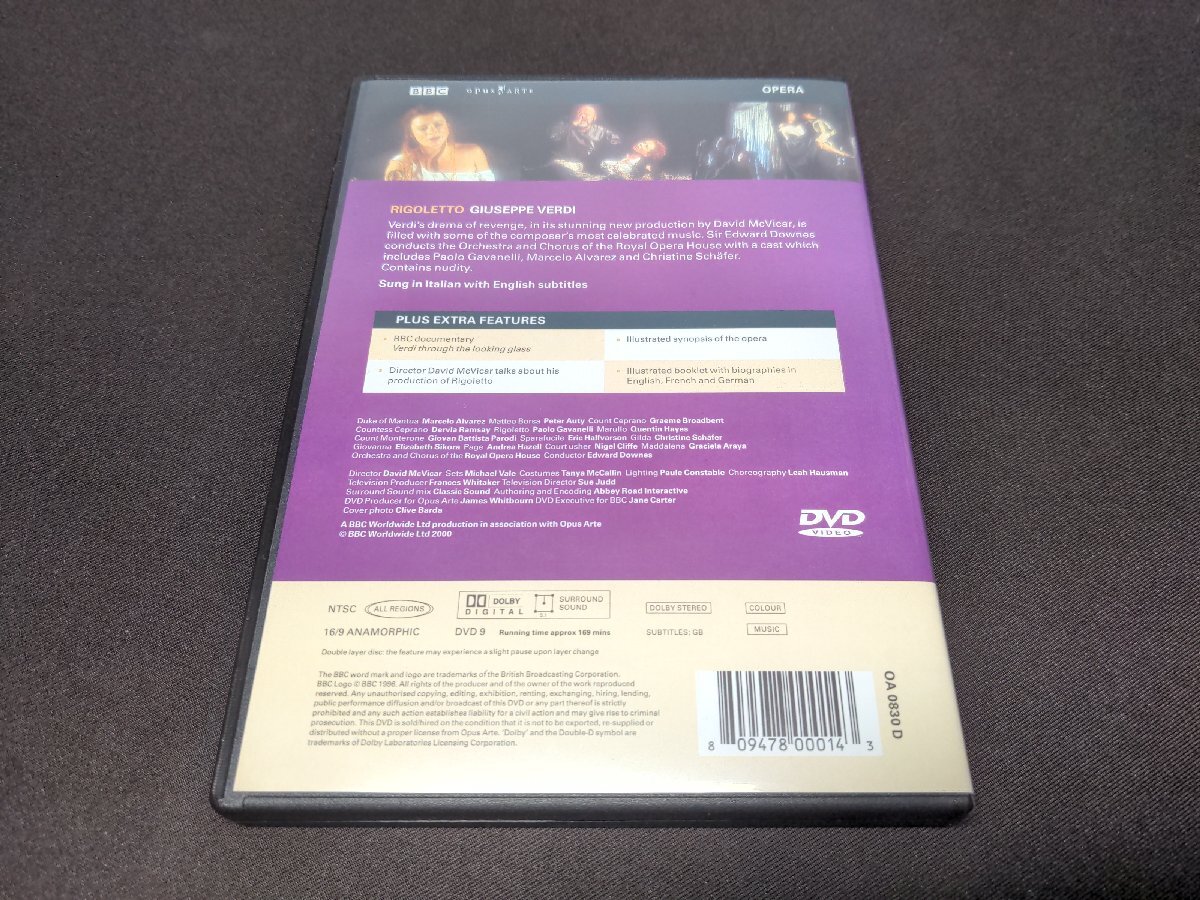 BBC OPUS ARTE OPERA
RIGOLETTO GIUSEPPE VERDI
Verdi's drama of revenge, in its stunning new production by David McVicar, is
filled with some of the composer's most celebrated music. Sir Edward Downes
conducts the Orchestra and Chorus of the Royal Opera House with a cast which
includes Paolo Gavanelli, Marcelo Alvarez and Christine Schäfer.
Contains nudity.
Sung in Italian with English subtitles
PLUS EXTRA FEATURES
BBC documentary
Verdi through the looking glass
Illustrated synopsis of the opera
Director David McVicar talks about his
production of Rigoletto
Illustrated booklet with biographies in
English, French and German
Duke of Mantua Marcelo Alvarez Matteo Borsa Peter Auty Count Ceprano Graeme Broadbent
Countess Ceprano Dervla Ramsay Rigoletto Paolo Gavanelli Marullo Quentin Hayes
Count Monterone Giovan Battista Parodi Sparafucile Eric Halfvarson Gilda Christine Schäfer
Giovanna Elizabeth Sikora Page Andrea Hazell Court usher Nigel Cliffe Maddalena Graciela Araya
Orchestra and Chorus of the Royal Opera House Conductor Edward Downes
Director David McVicar Sets Michael Vale Costumes Tanya McCallin Lighting Paule Constable Choreography Leah Hausman
Television Producer Frances Whitaker Television Director Sue Judd
Surround Sound mix Classic Sound Authoring and Encoding Abbey Road Interactive
DVD Producer for Opus Arte James Whitbourn DVD Executive for BBC Jane Carter
Cover photo Clive Barda
A BBC Worldwide Ltd production in association with Opus Arte
© BBC Worldwide Ltd 2000
DVD
VIDEO
NTSC ALL REGIONS DOLBY DIGITAL 5.1 SURROUND SOUND DOLBY STEREO COLOUR
16/9 ANAMORPHIC DVD 9 Running time approx 169 mins SUBTITLES: GB MUSIC
Double layer disc: the feature may experience a slight pause upon layer change
The BBC word mark and logo are trademarks of the British Broadcasting Corporation.
BBC Logo © BBC 1996. All rights of the producer and of the owner of the work reproduced
reserved. Any unauthorised copying, editing, exhibition, renting, exchanging, hiring, lending,
public performance diffusion and/or broadcast of this DVD or any part thereof is strictly
prohibited and any such action establishes liability for a civil action and may give rise to criminal
prosecution. This DVD is sold/hired on the condition that it is not to be exported, re-supplied or
distributed without a proper license from Opus Arte. 'Dolby' and the Double-D symbol are
trademarks of Dolby Laboratories Licensing Corporation.
8 09478 00014 3
OA 0830 D